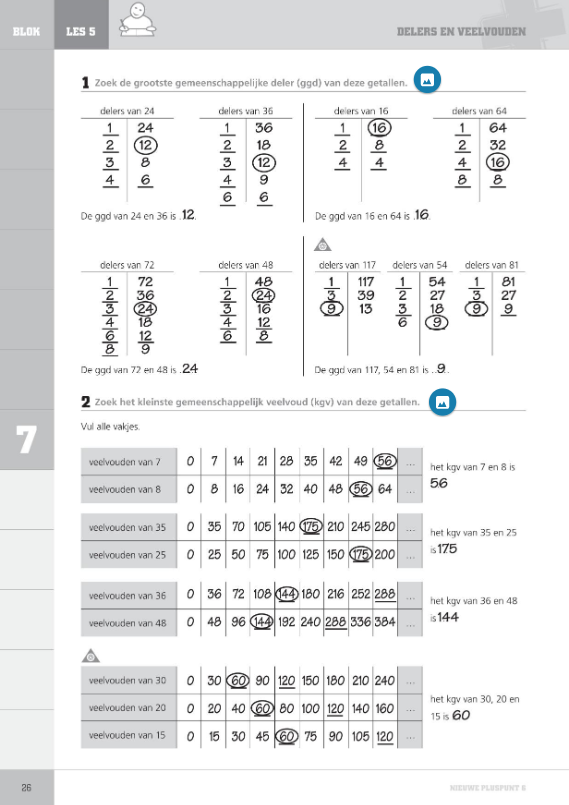 BLOK
LES 5
DELERS EN VEELVOUDEN
1 Zoek de grootste gemeenschappelijke deler (ggd) van deze getallen.
delers van 24
1 24
2 12
3 8
4 6
delers van 36
1 36
2 18
3 12
4 9
6 6
De ggd van 24 en 36 is .12.
delers van 16
1 16
2 8
4 4
delers van 64
1 64
2 32
4 16
8 8
De ggd van 16 en 64 is .16.
delers van 72
1 72
2 36
3 24
4 18
6 12
8 9
delers van 48
1 48
2 24
3 16
4 12
6 8
De ggd van 72 en 48 is .24
delers van 117
1 117
3 39
9 13
delers van 54
1 54
2 27
3 18
6 9
delers van 81
1 81
3 27
9 9
De ggd van 117, 54 en 81 is ..9.
2 Zoek het kleinste gemeenschappelijk veelvoud (kgv) van deze getallen.
Vul alle vakjes.
7
veelvouden van 7 0 7 14 21 28 35 42 49 56 ...
veelvouden van 8 0 8 16 24 32 40 48 56 64 ...
het kgv van 7 en 8 is
56
veelvouden van 35 0 35 70 105 140 175 210 245 280 ...
veelvouden van 25 0 25 50 75 100 125 150 175 200 ...
het kgv van 35 en 25
is 175
veelvouden van 36 0 36 72 108 144 180 216 252 288 ...
veelvouden van 48 0 48 96 144 192 240 288 336 384 ...
het kgv van 36 en 48
is 144
veelvouden van 30 0 30 60 90 120 150 180 210 240 ...
veelvouden van 20 0 20 40 60 80 100 120 140 160 ...
veelvouden van 15 0 15 30 45 60 75 90 105 120 ...
het kgv van 30, 20 en
15 is 60
26
NIEUWE PLUSPUNT 6